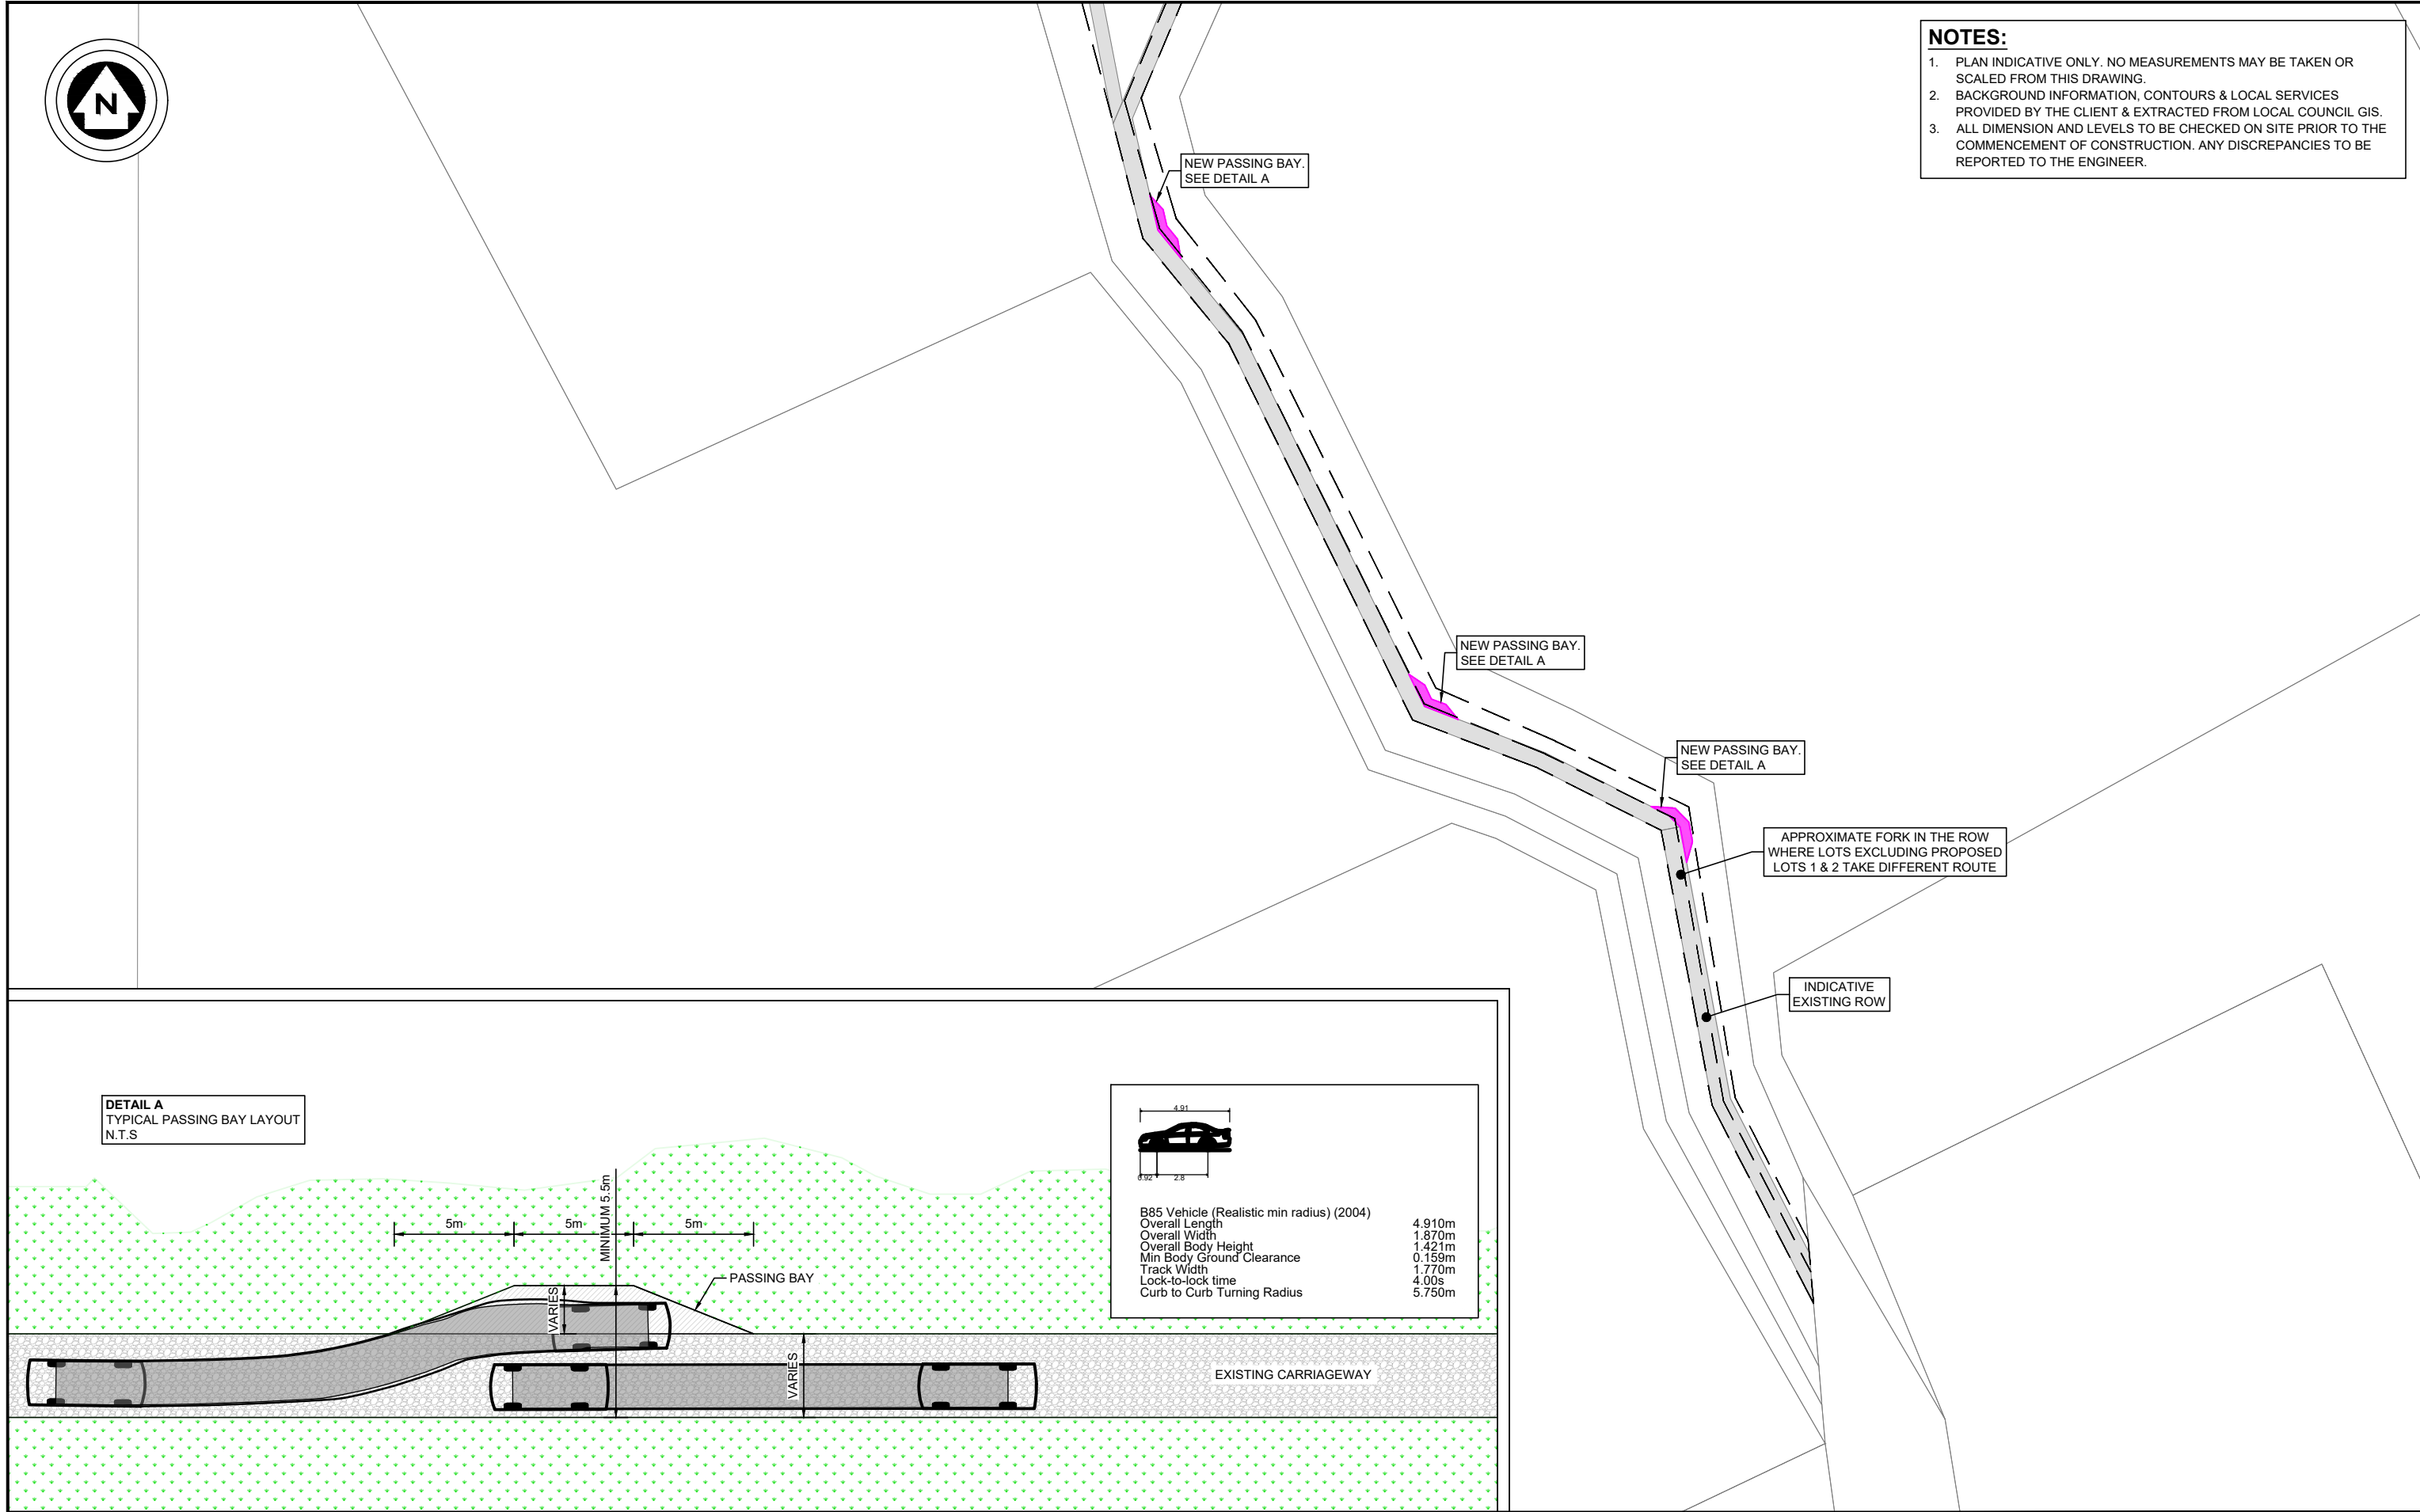 N
NOTES:
1. PLAN INDICATIVE ONLY. NO MEASUREMENTS MAY BE TAKEN OR
SCALED FROM THIS DRAWING.
2. BACKGROUND INFORMATION, CONTOURS & LOCAL SERVICES
PROVIDED BY THE CLIENT & EXTRACTED FROM LOCAL COUNCIL GIS.
3. ALL DIMENSION AND LEVELS TO BE CHECKED ON SITE PRIOR TO THE
COMMENCEMENT OF CONSTRUCTION. ANY DISCREPANCIES TO BE
REPORTED TO THE ENGINEER.
NEW PASSING BAY.
SEE DETAIL A
NEW PASSING BAY.
SEE DETAIL A
NEW PASSING BAY.
SEE DETAIL A
APPROXIMATE FORK IN THE ROW
WHERE LOTS EXCLUDING PROPOSED
LOTS 1 & 2 TAKE DIFFERENT ROUTE
INDICATIVE
EXISTING ROW
DETAIL A
TYPICAL PASSING BAY LAYOUT
N.T.S
5m
5m
5m
MINIMUM 5.5m
VARIES
VARIES
PASSING BAY
EXISTING CARRIAGEWAY
4.91
0.92
2.8
B85 Vehicle (Realistic min radius) (2004)
Overall Length 4.910m
Overall Width 1.870m
Overall Body Height 1.421m
Min Body Ground Clearance 0.159m
Track Width 1.770m
Lock-to-lock time 4.00s
Curb to Curb Turning Radius 5.750m